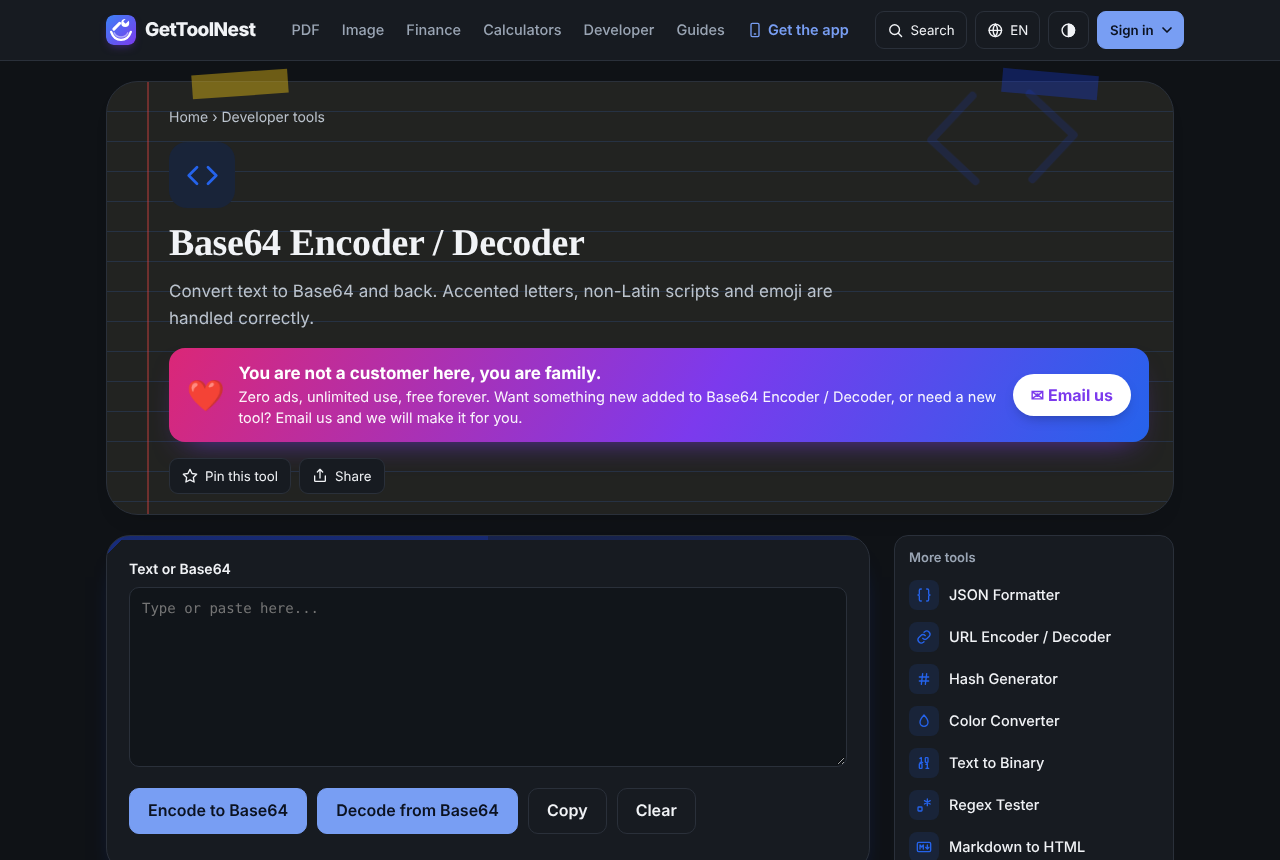 GetToolNest
PDF
Image
Finance
Calculators
Developer
Guides
Get the app
Search
EN
Sign in
Home › Developer tools
Base64 Encoder / Decoder
Convert text to Base64 and back. Accented letters, non-Latin scripts and emoji are
handled correctly.
You are not a customer here, you are family.
Zero ads, unlimited use, free forever. Want something new added to Base64 Encoder / Decoder, or need a new
tool? Email us and we will make it for you.
✉ Email us
Pin this tool
Share
Text or Base64
Type or paste here...
Encode to Base64
Decode from Base64
Copy
Clear
More tools
JSON Formatter
URL Encoder / Decoder
Hash Generator
Color Converter
Text to Binary
Regex Tester
Markdown to HTML